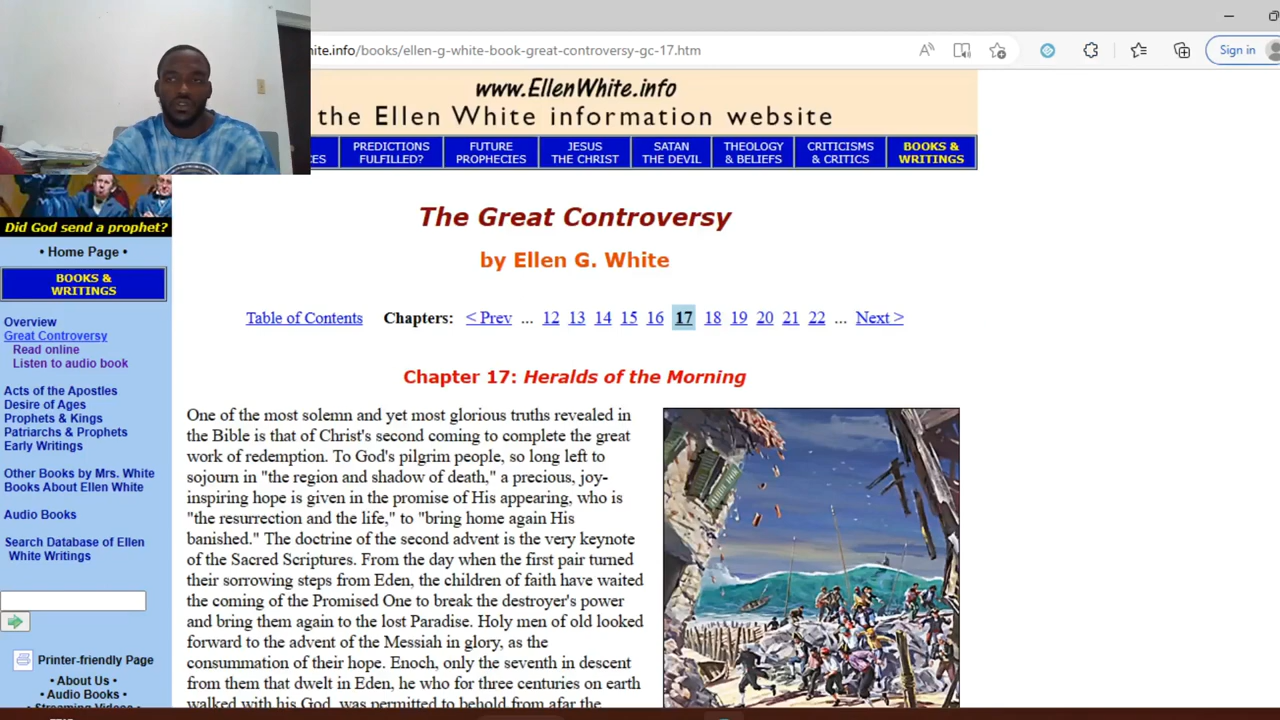 hite.info/books/ellen-g-white-book-great-controversy-gc-17.htm
Sign in
www.EllenWhite.info
the Ellen White information website
CES
PREDICTIONS
FULFILLED?
FUTURE
PROPHECIES
JESUS
THE CHRIST
SATAN
THE DEVIL
THEOLOGY
& BELIEFS
CRITICISMS
& CRITICS
BOOKS &
WRITINGS
Did God send a prophet?
• Home Page •
BOOKS &
WRITINGS
Overview
Great Controversy
Read online
Listen to audio book
Acts of the Apostles
Desire of Ages
Prophets & Kings
Patriarchs & Prophets
Early Writings
Other Books by Mrs. White
Books About Ellen White
Audio Books
Search Database of Ellen
White Writings
Printer-friendly Page
• About Us •
• Audio Books •
The Great Controversy
by Ellen G. White
Table of Contents Chapters: < Prev ... 12 13 14 15 16 17 18 19 20 21 22 ... Next >
Chapter 17: Heralds of the Morning
One of the most solemn and yet most glorious truths revealed in
the Bible is that of Christ's second coming to complete the great
work of redemption. To God's pilgrim people, so long left to
sojourn in "the region and shadow of death," a precious, joy-
inspiring hope is given in the promise of His appearing, who is
"the resurrection and the life," to "bring home again His
banished." The doctrine of the second advent is the very keynote
of the Sacred Scriptures. From the day when the first pair turned
their sorrowing steps from Eden, the children of faith have waited
the coming of the Promised One to break the destroyer's power
and bring them again to the lost Paradise. Holy men of old looked
forward to the advent of the Messiah in glory, as the
consummation of their hope. Enoch, only the seventh in descent
from them that dwelt in Eden, he who for three centuries on earth
walked with his God, was permitted to behold from afar the